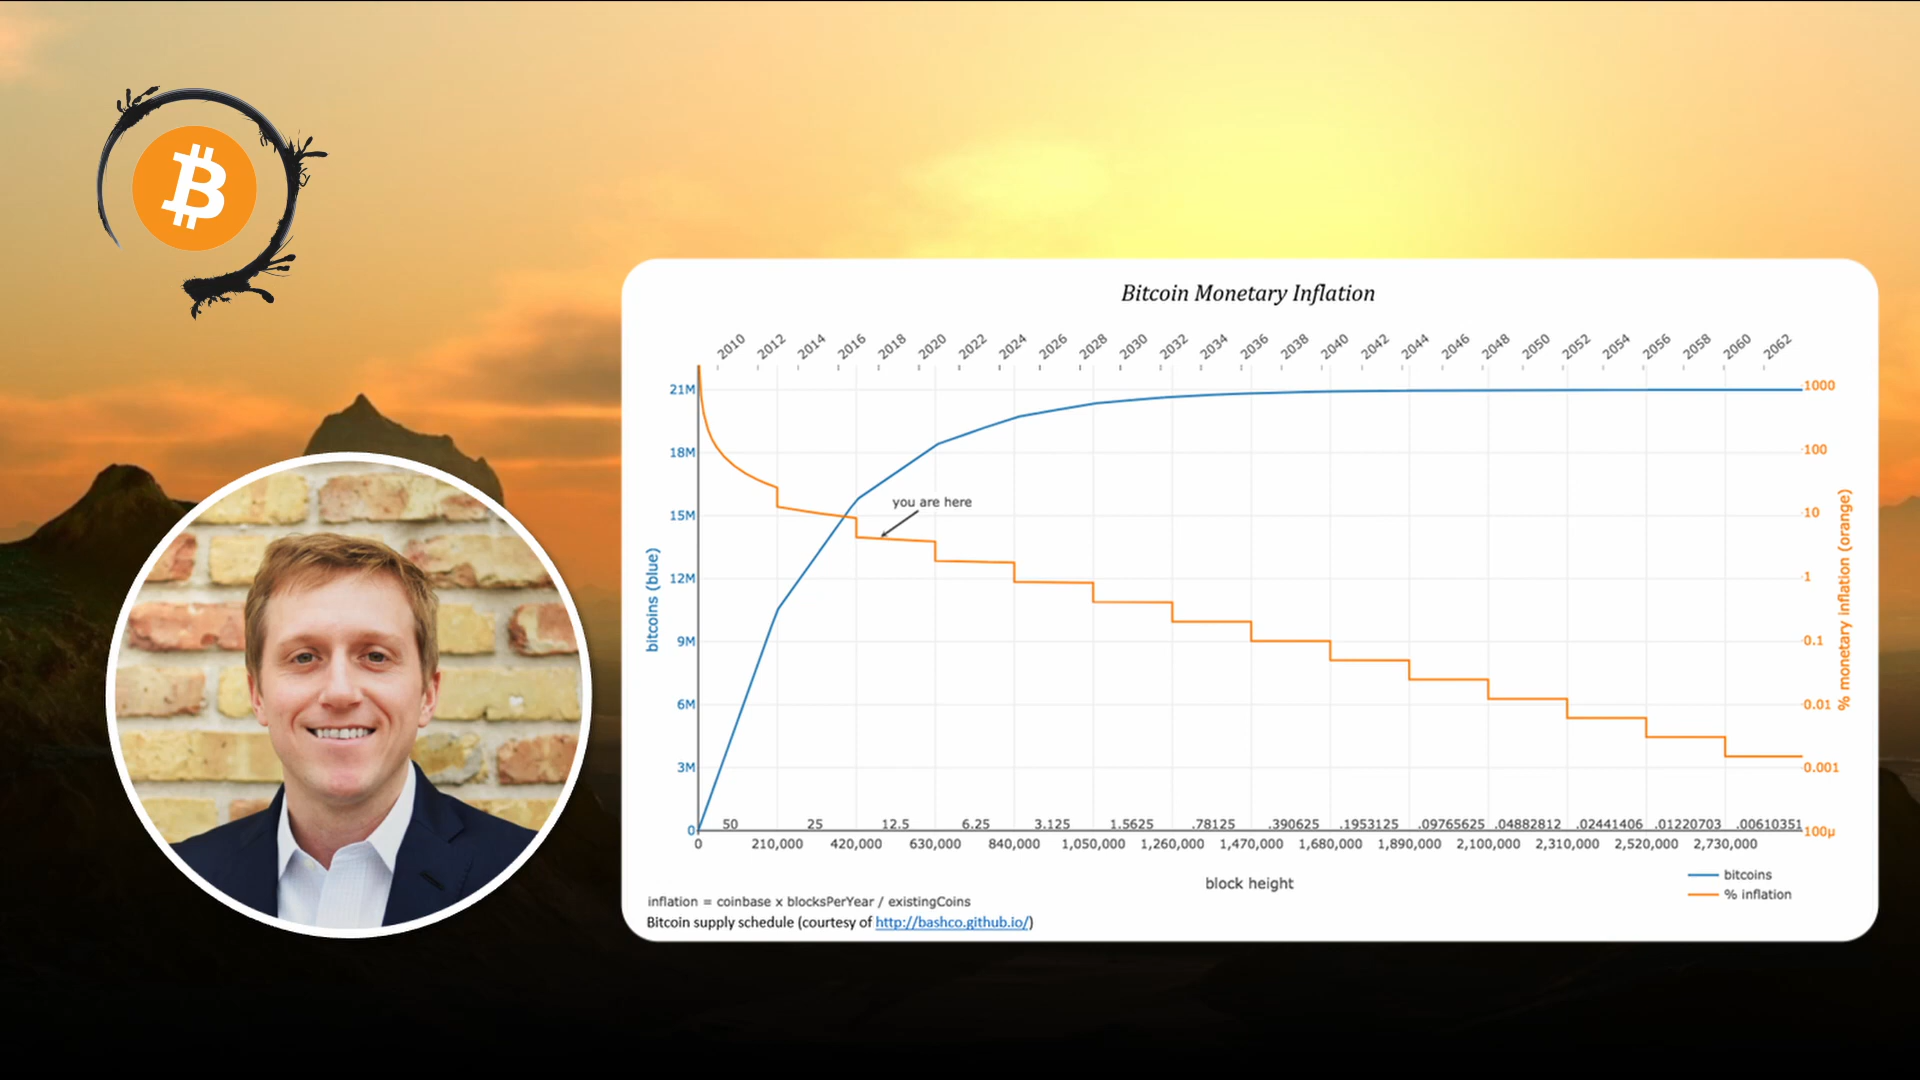 Bitcoin Monetary Inflation
2010 2012 2014 2016 2018 2020 2022 2024 2026 2028 2030 2032 2034 2036 2038 2040 2042 2044 2046 2048 2050 2052 2054 2056 2058 2060 2062
21M
18M
15M
12M
9M
6M
3M
0
bitcoins (blue)
you are here
1000
100
10
1
0.1
0.01
0.001
100μ
% monetary inflation (orange)
50 25 12.5 6.25 3.125 1.5625 .78125 .390625 .1953125 .09765625 .04882812 .02441406 .01220703 .00610351
0 210,000 420,000 630,000 840,000 1,050,000 1,260,000 1,470,000 1,680,000 1,890,000 2,100,000 2,310,000 2,520,000 2,730,000
block height
bitcoins
% inflation
inflation = coinbase x blocksPerYear / existingCoins
Bitcoin supply schedule (courtesy of http://bashco.github.io/)